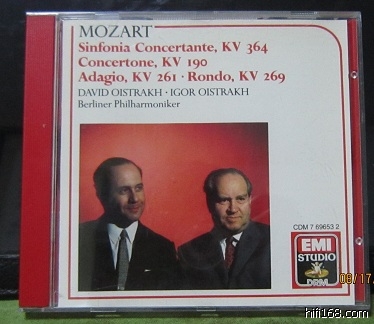 MOZART
Sinfonia Concertante, KV 364
Concertone, KV 190
Adagio, KV 261 · Rondo, KV 269
DAVID OISTRAKH · IGOR OISTRAKH
Berliner Philharmoniker
CDM 7 69653 2
EMI
STUDIO
DRM
09/17
hifi168.com